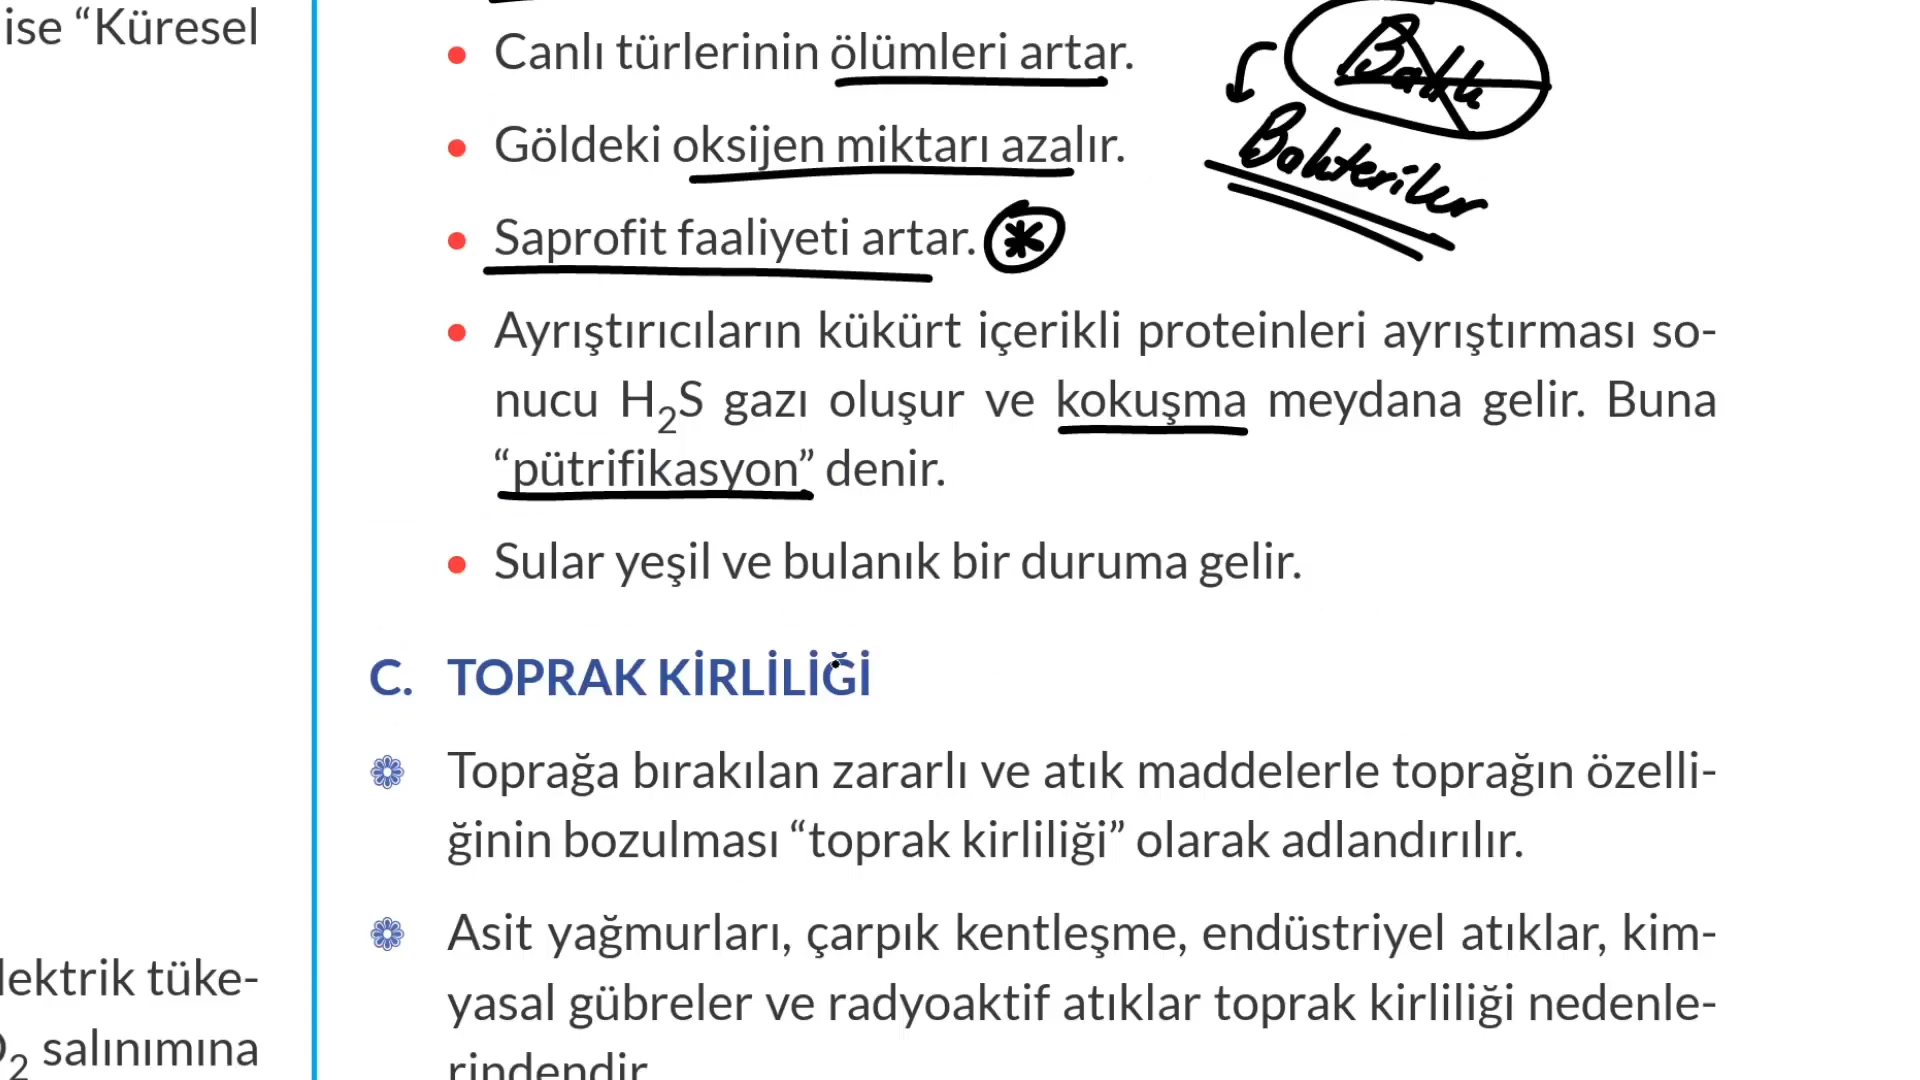 ise “Küresel
lektrik tüke-
2 salınımına
• Canlı türlerinin ölümleri artar.
• Göldeki oksijen miktarı azalır.
• Saprofit faaliyeti artar. *
• Ayrıştırıcıların kükürt içerikli proteinleri ayrıştırması so-
nucu H₂S gazı oluşur ve kokuşma meydana gelir. Buna
“pütrifikasyon” denir.
• Sular yeşil ve bulanık bir duruma gelir.
Balık
Bakteriler
C. TOPRAK KİRLİLİĞİ
Toprağa bırakılan zararlı ve atık maddelerle toprağın özelli-
ğinin bozulması “toprak kirliliği” olarak adlandırılır.
Asit yağmurları, çarpık kentleşme, endüstriyel atıklar, kim-
yasal gübreler ve radyoaktif atıklar toprak kirliliği nedenle-
rindendir.